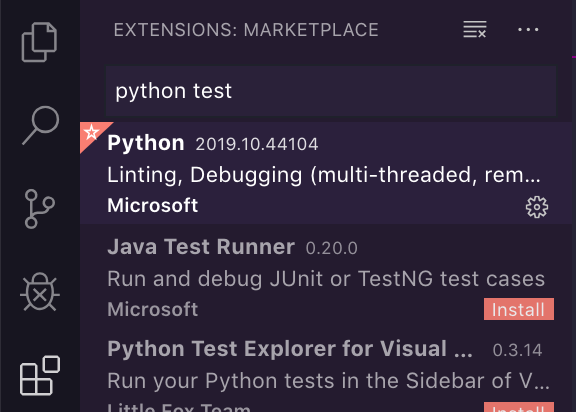 EXTENSIONS: MARKETPLACE
python test
Python 2019.10.44104
Linting, Debugging (multi-threaded, rem...
Microsoft
Java Test Runner 0.20.0
Run and debug JUnit or TestNG test cases
Microsoft Install
Python Test Explorer for Visual ... 0.3.14
Run your Python tests in the Sidebar of V...
Little Fox Team Install